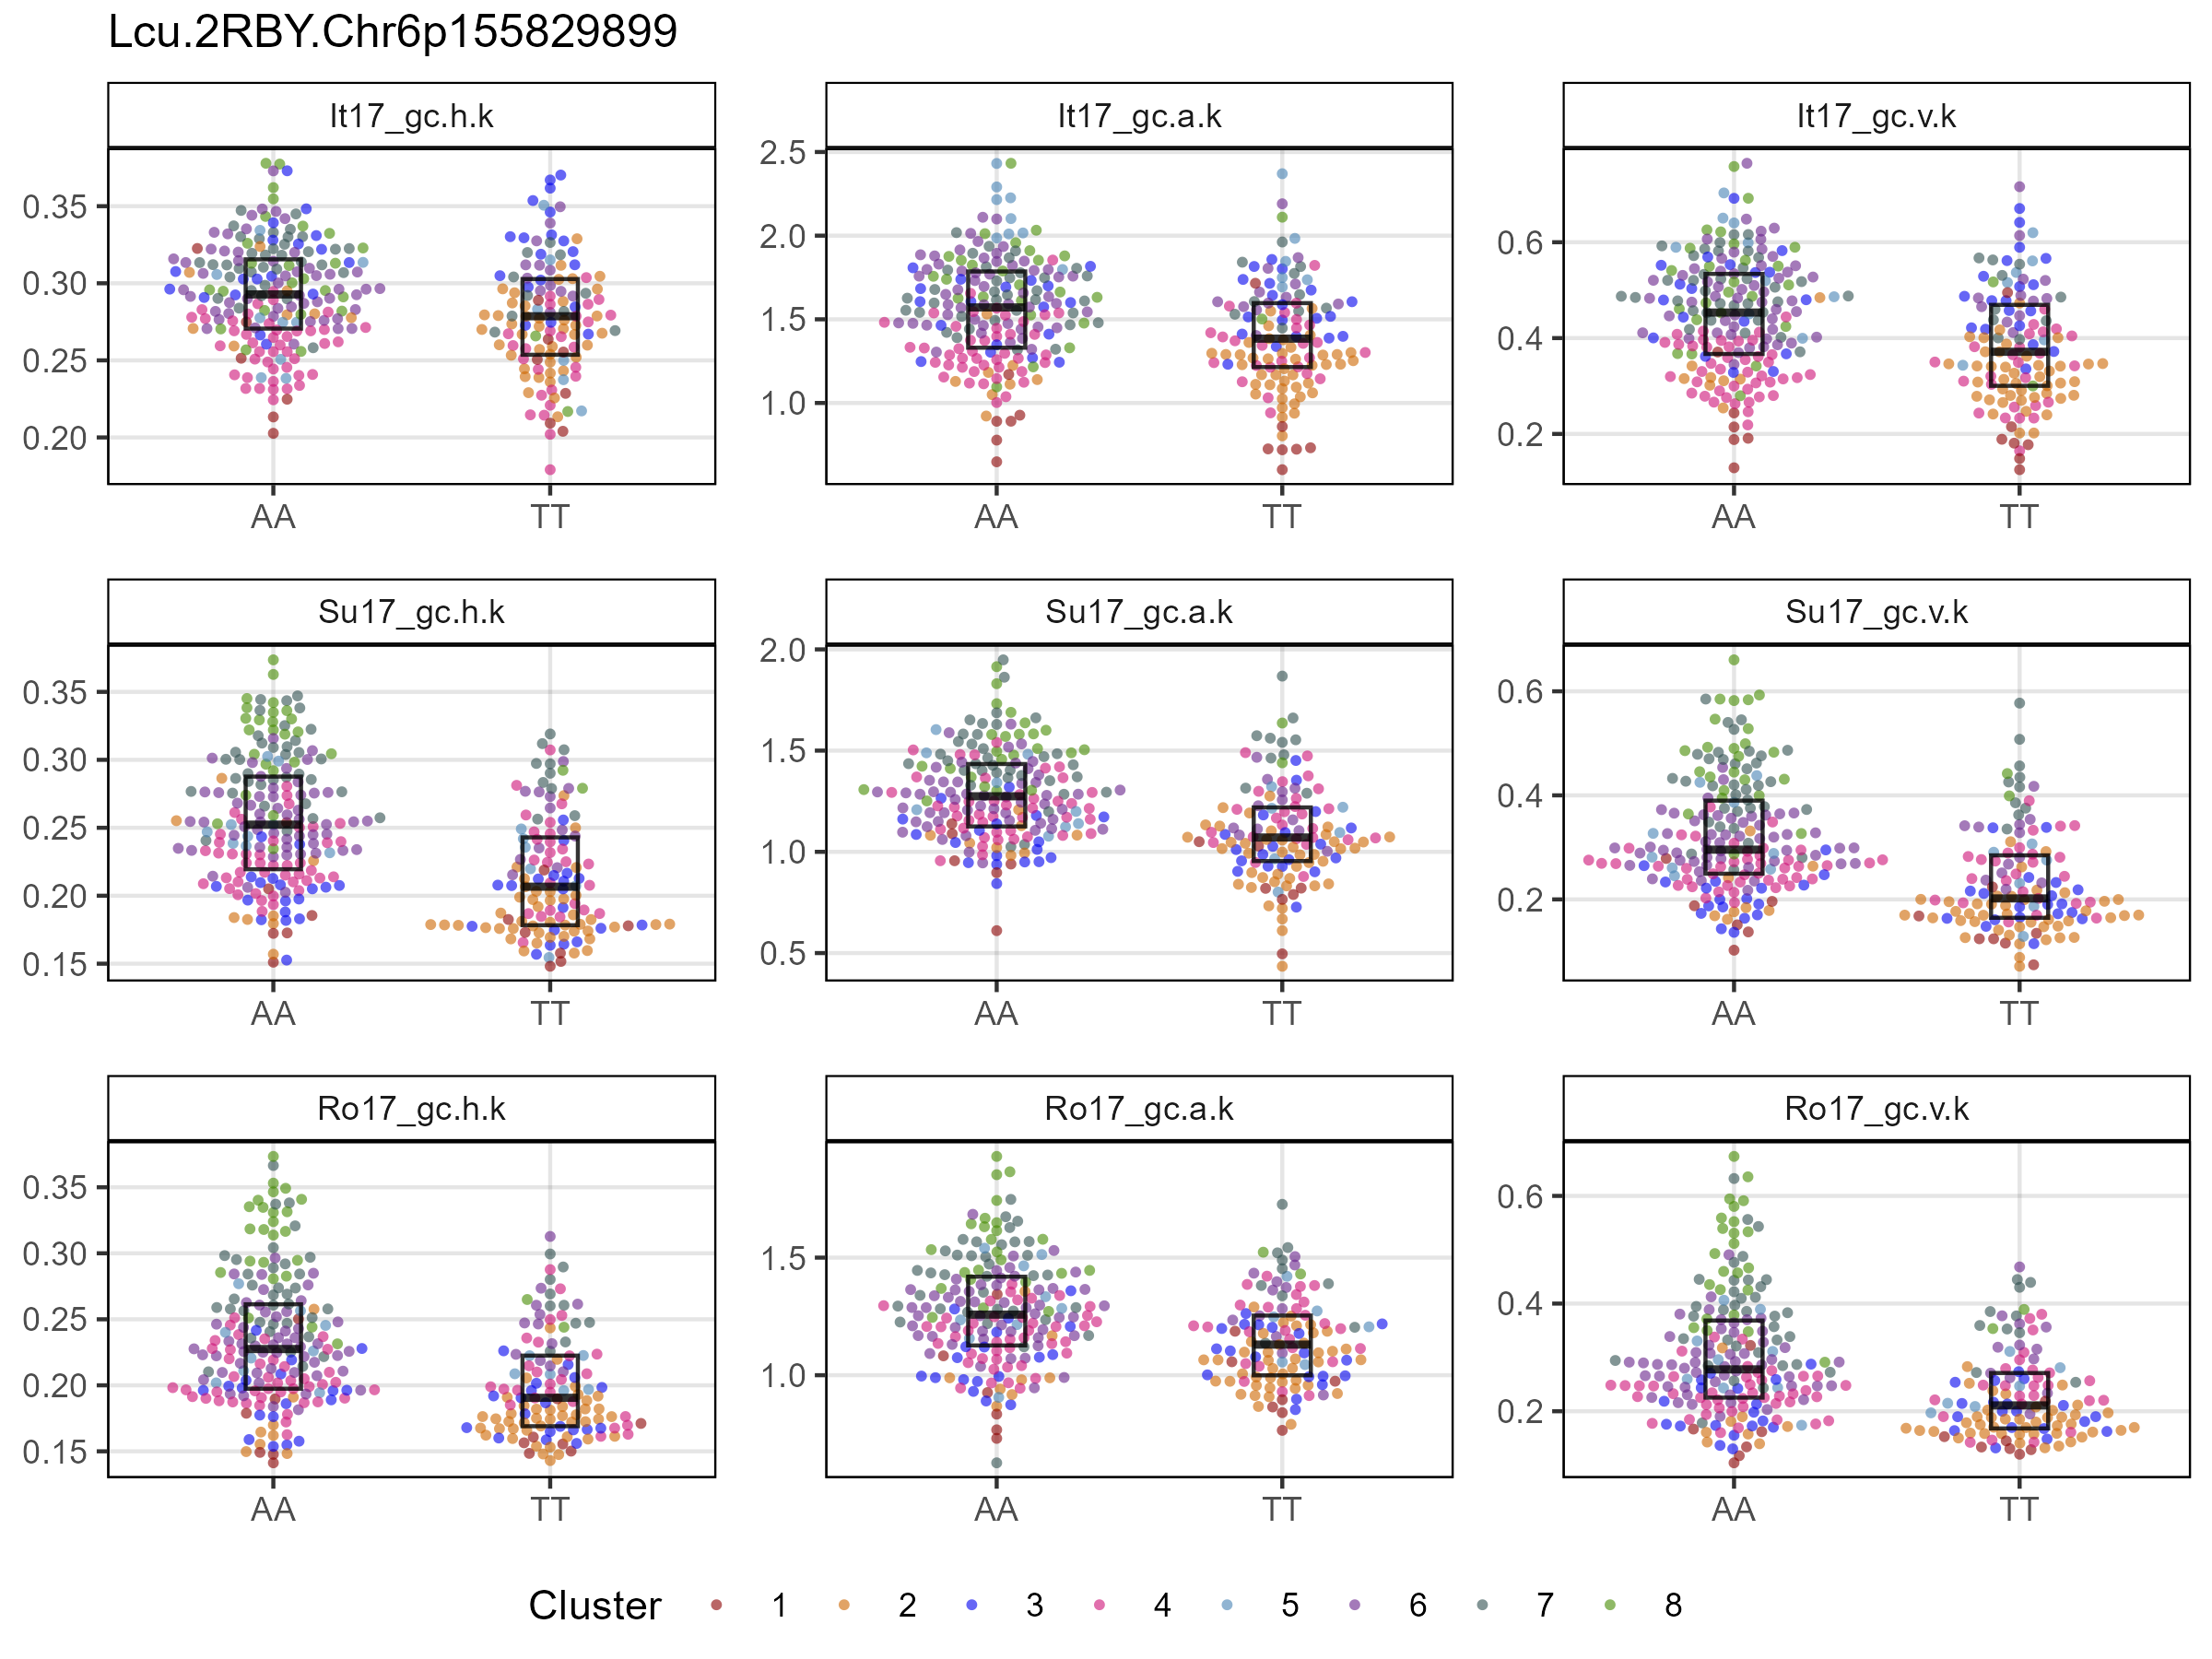 Lcu.2RBY.Chr6p155829899
It17_gc.h.k
It17_gc.a.k
It17_gc.v.k
0.35
0.30
0.25
0.20
AA
TT
2.5
2.0
1.5
1.0
AA
TT
0.6
0.4
0.2
AA
TT
Su17_gc.h.k
Su17_gc.a.k
Su17_gc.v.k
0.35
0.30
0.25
0.20
0.15
AA
TT
2.0
1.5
1.0
0.5
AA
TT
0.6
0.4
0.2
AA
TT
Ro17_gc.h.k
Ro17_gc.a.k
Ro17_gc.v.k
0.35
0.30
0.25
0.20
0.15
AA
TT
1.5
1.0
AA
TT
0.6
0.4
0.2
AA
TT
Cluster 1 2 3 4 5 6 7 8